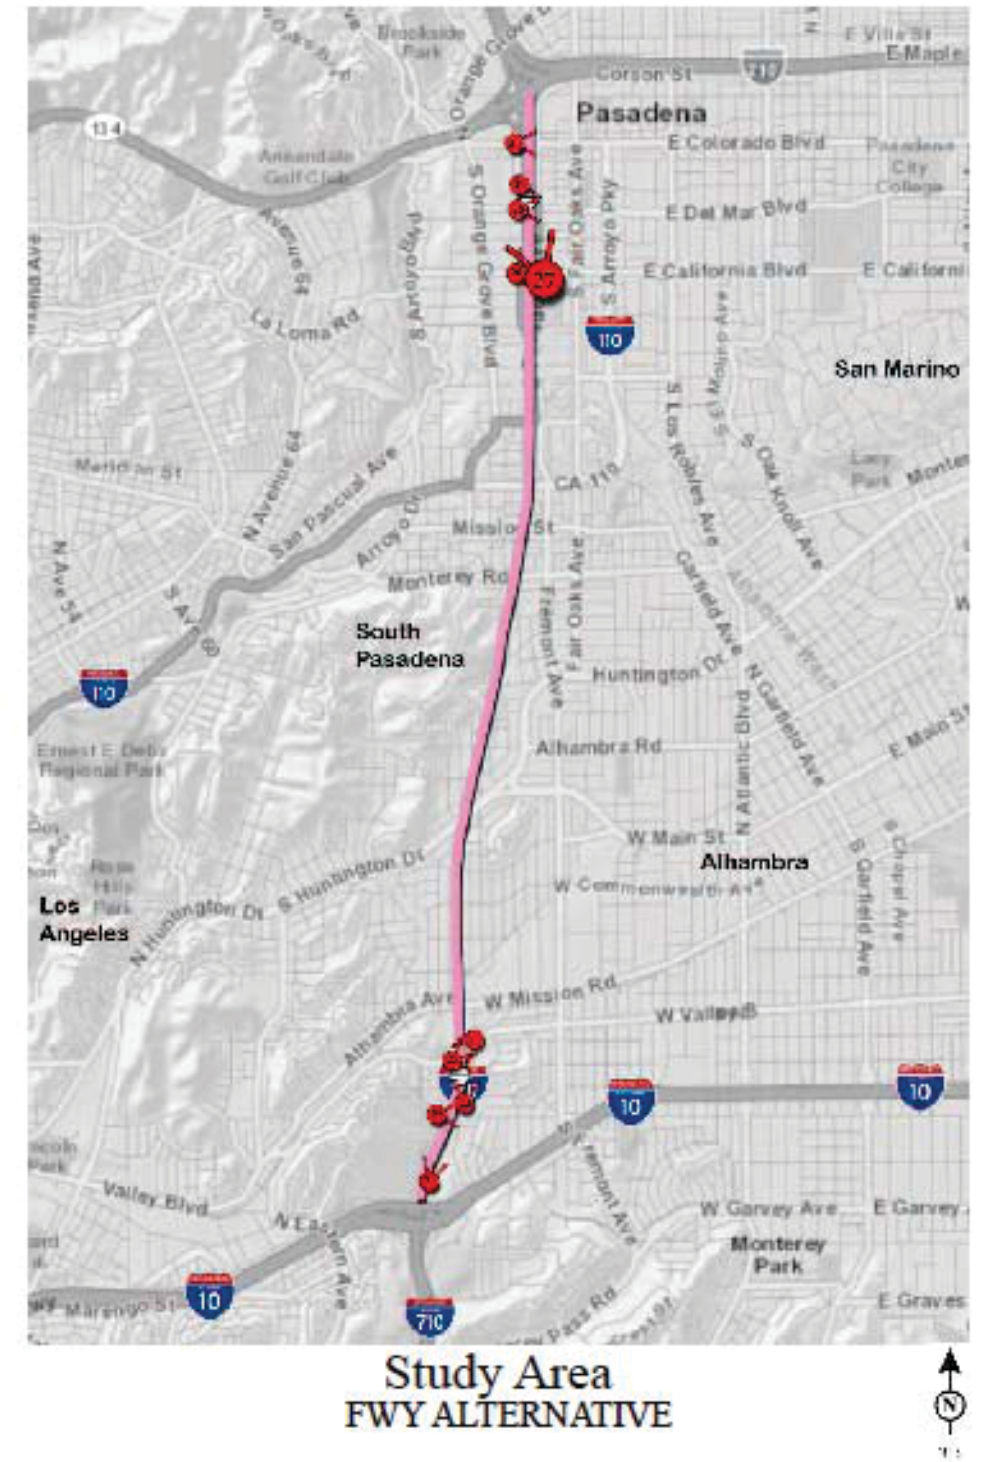 Brookside
Park
N Orange Grove
E Villa St
E Maple
Corson St
210
Pasadena
134
E Colorado Blvd
Pasadena
City
College
Annandale
Golf Club
S Orange Grove Blvd
S Fair Oaks Ave
S Arroyo Pky
E Del Mar Blvd
Avenue 64
S Arroyo Blvd
E California Blvd
E Californi
27
La Loma Rd
110
S El Molino Ave
San Marino
S Los Robles Ave
S Oak Knoll Ave
Lacy
Park
Monter
Meridian St
N Avenue 64
San Pascual Ave
CA 110
Arroyo Dr
Mission St
N Ave 54
S Ave 60
Monterey Rd
Fremont Ave
Fair Oaks Ave
Garfield Ave
Alhambra Wash
South
Pasadena
Huntington Dr
N Garfield Ave
110
N Atlantic Blvd
E Main St
Ernest E Debs
Regional Park
Alhambra Rd
W Main St
Alhambra
S Garfield Ave
S Chapel Ave
Rose
Hills
Park
S Huntington Dr
W Commonwealth Ave
Los
Angeles
N Huntington Dr
Alhambra Ave
W Mission Rd
10
10
S Fremont Ave
Valley Blvd
N Eastern Ave
W Garvey Ave
E Garvey
Monterey
Park
10
Marengo St
710
E Graves
Study Area
FWY ALTERNATIVE
N